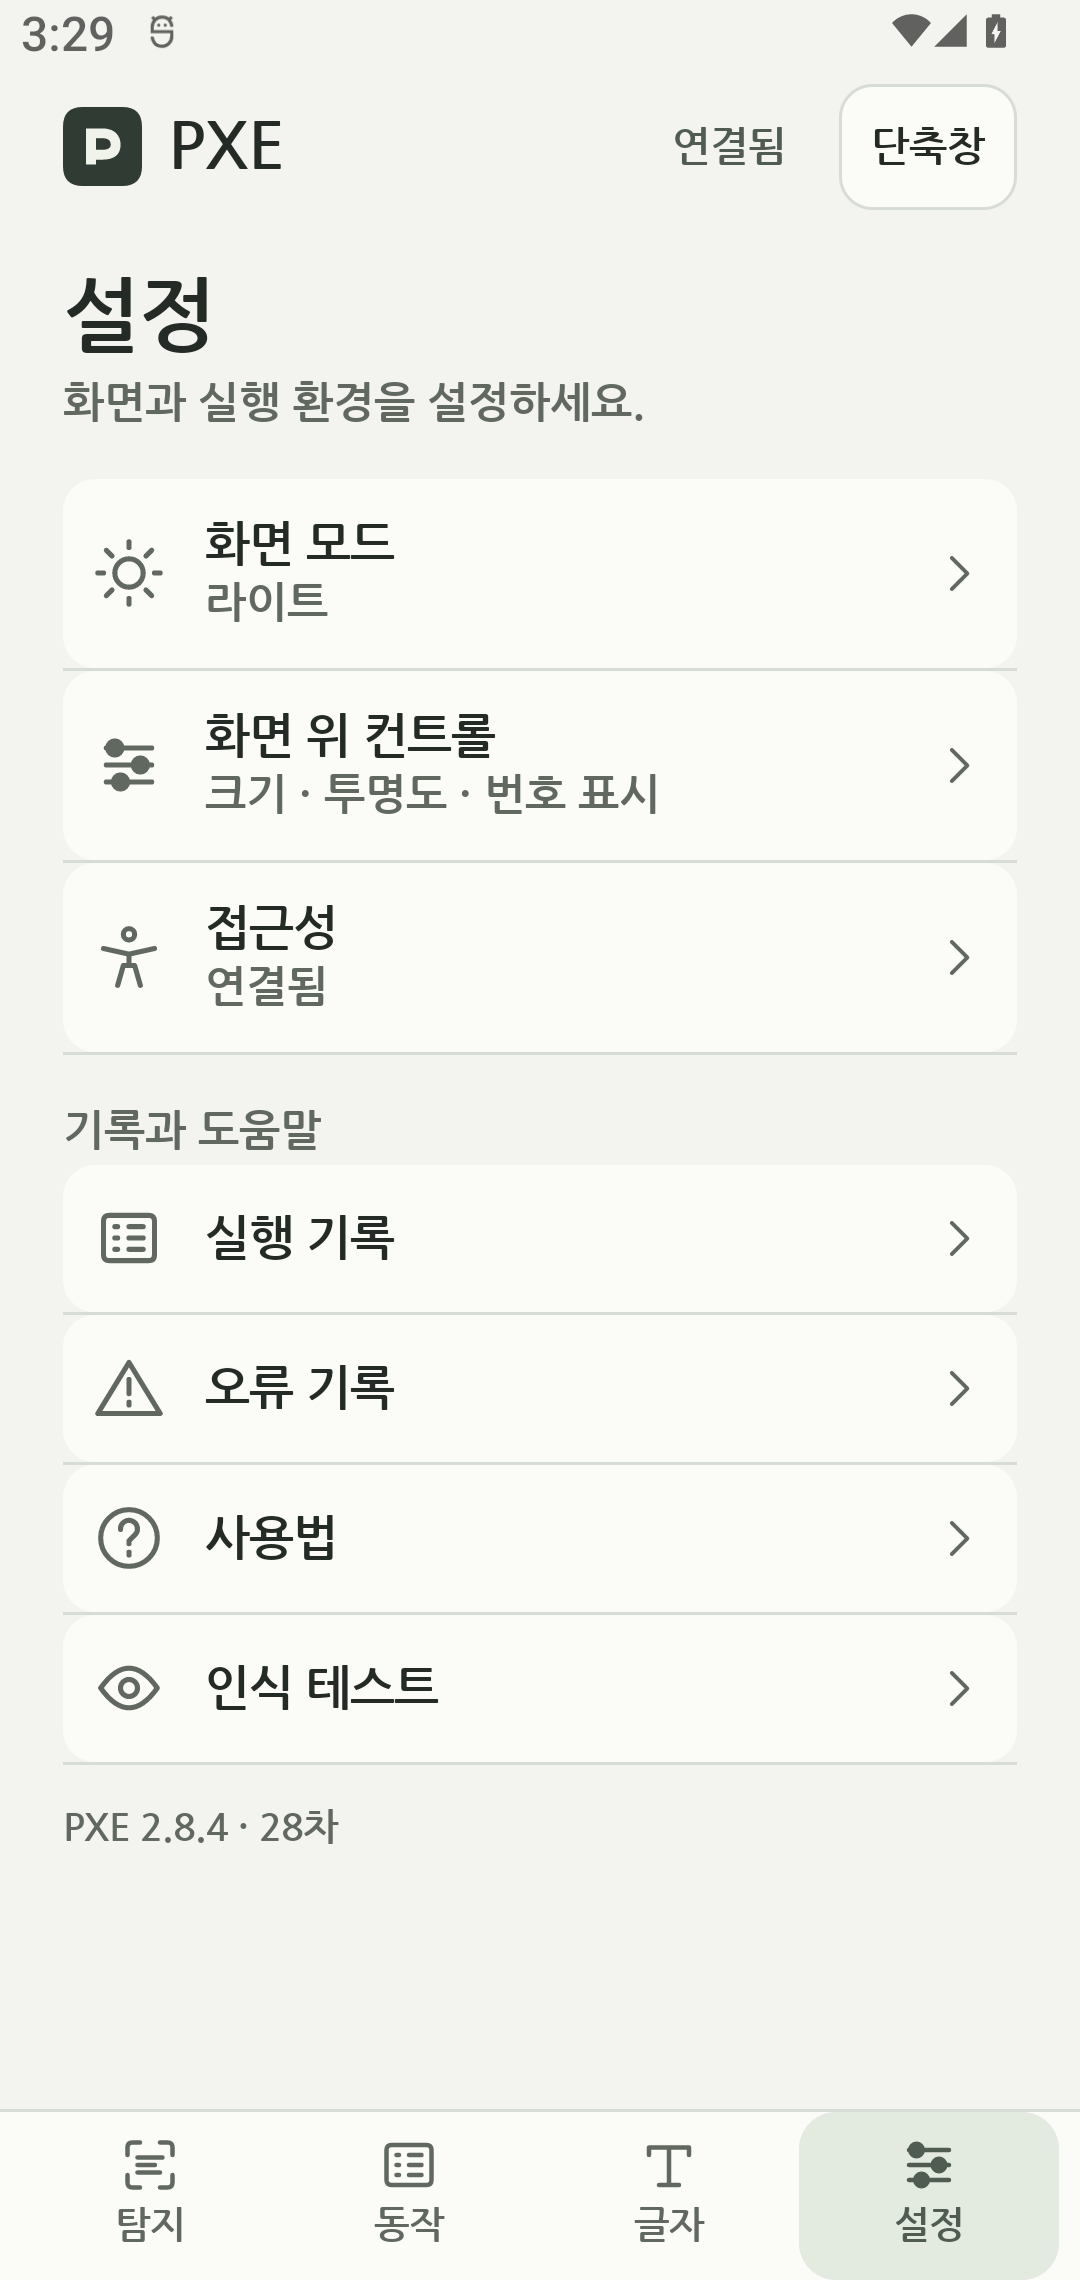 3:29
PXE
연결됨
단축창
설정
화면과 실행 환경을 설정하세요.
화면 모드
라이트
화면 위 컨트롤
크기 · 투명도 · 번호 표시
접근성
연결됨
기록과 도움말
실행 기록
오류 기록
사용법
인식 테스트
PXE 2.8.4 · 28차
탐지
동작
글자
설정